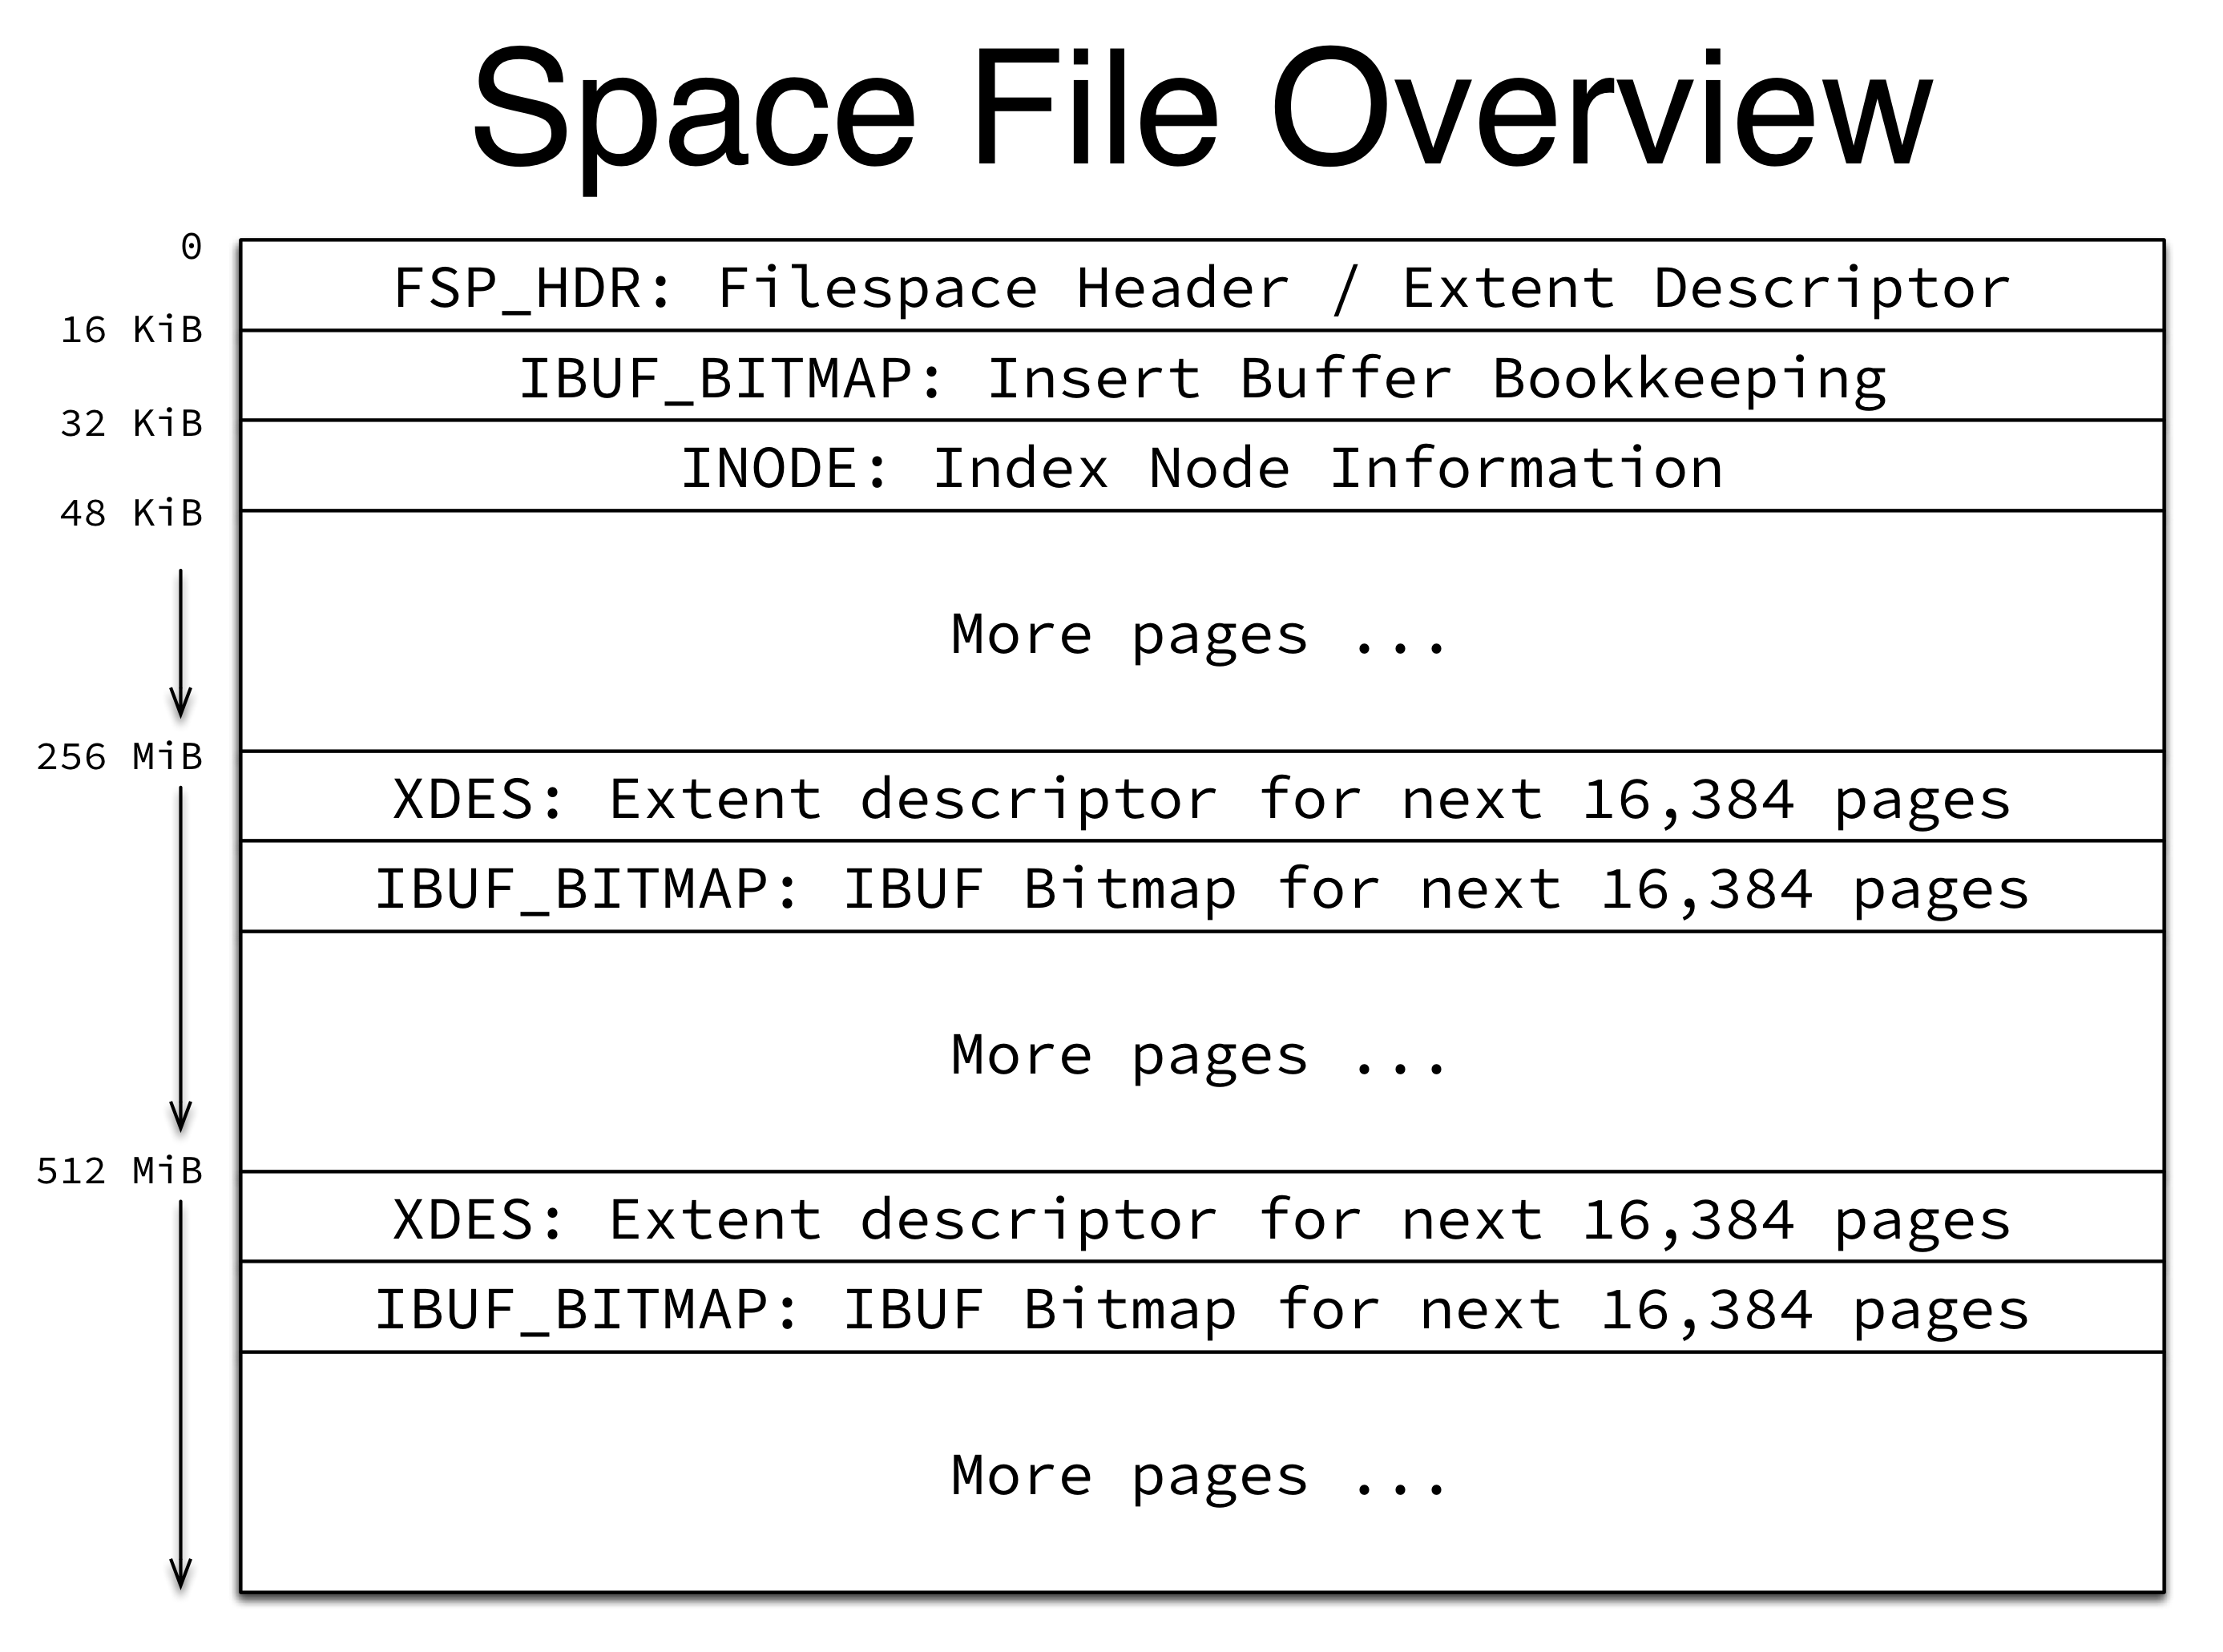 Space File Overview
0
FSP_HDR: Filespace Header / Extent Descriptor
16 KiB
IBUF_BITMAP: Insert Buffer Bookkeeping
32 KiB
INODE: Index Node Information
48 KiB
More pages ...
256 MiB
XDES: Extent descriptor for next 16,384 pages
IBUF_BITMAP: IBUF Bitmap for next 16,384 pages
More pages ...
512 MiB
XDES: Extent descriptor for next 16,384 pages
IBUF_BITMAP: IBUF Bitmap for next 16,384 pages
More pages ...